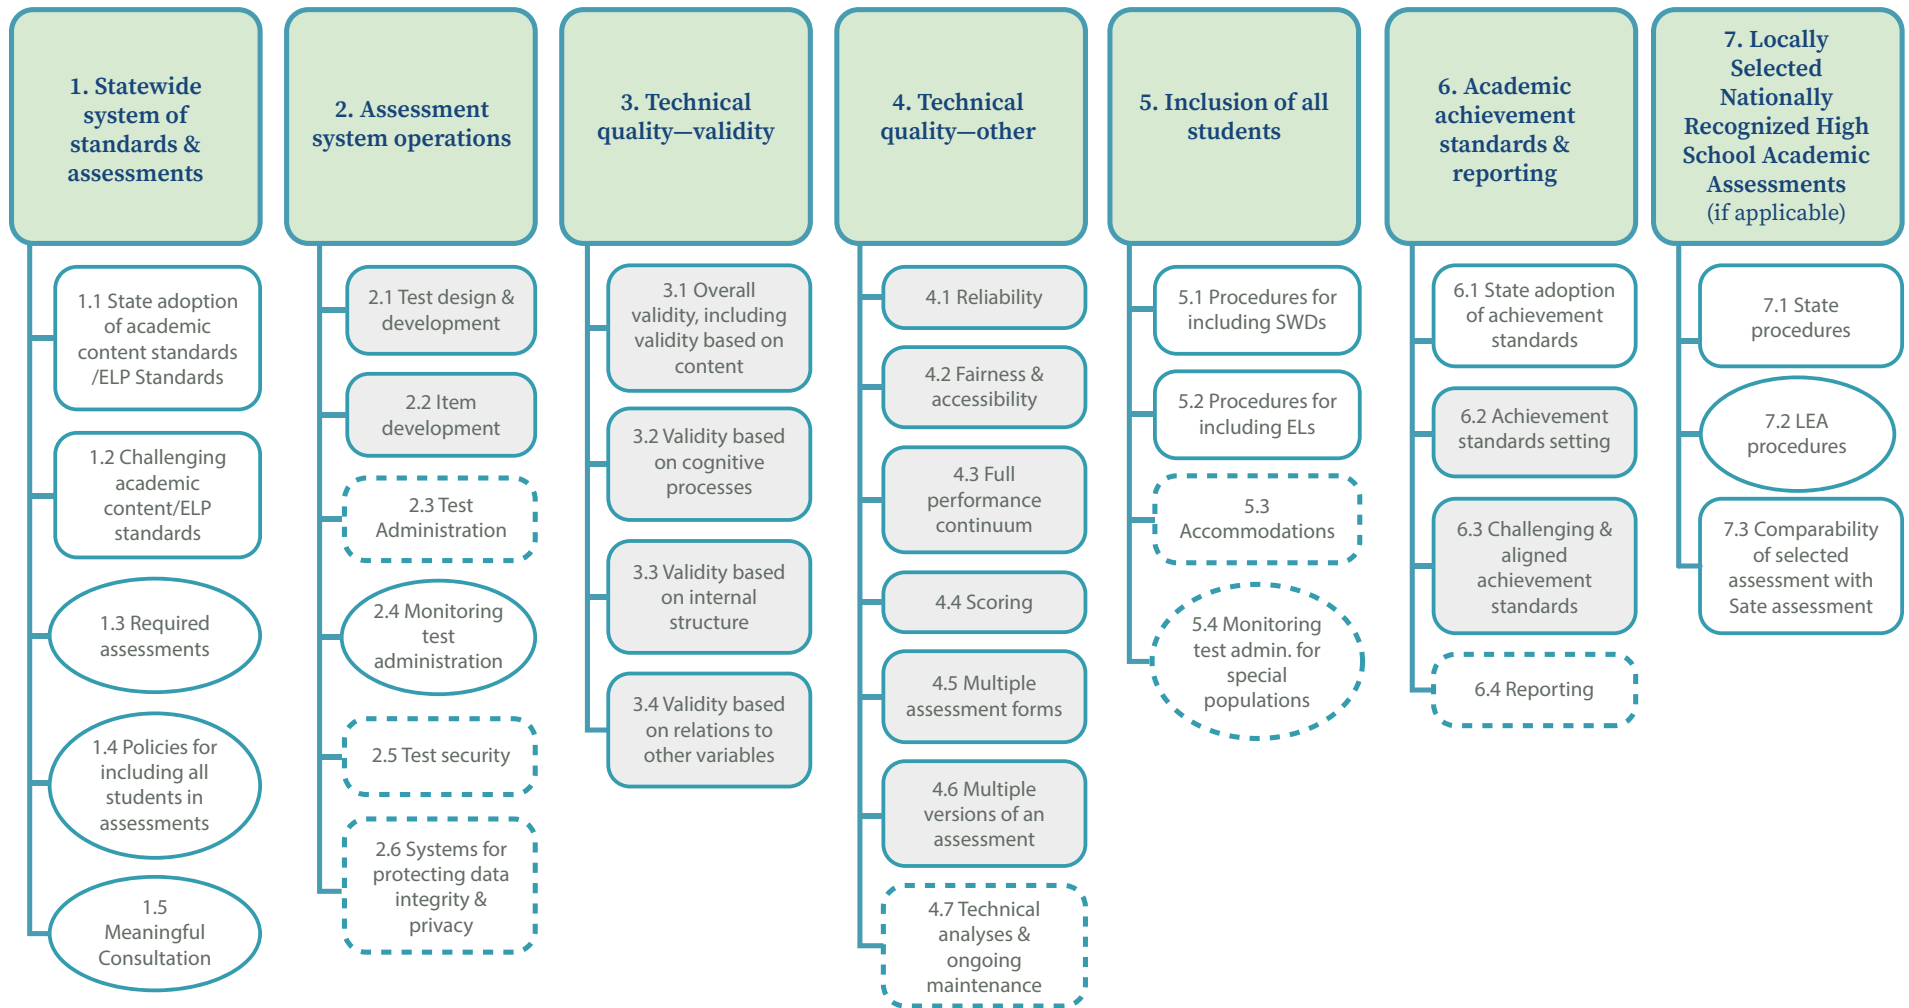 1. Statewide
system of
standards &
assessments
1.1 State adoption
of academic
content standards
/ELP Standards
1.2 Challenging
academic
content/ELP
standards
1.3 Required
assessments
1.4 Policies for
including all
students in
assessments
1.5
Meaningful
Consultation
2. Assessment
system operations
2.1 Test design &
development
2.2 Item
development
2.3 Test
Administration
2.4 Monitoring
test
administration
2.5 Test security
2.6 Systems for
protecting data
integrity &
privacy
3. Technical
quality—validity
3.1 Overall
validity, including
validity based on
content
3.2 Validity based
on cognitive
processes
3.3 Validity based
on internal
structure
3.4 Validity based
on relations to
other variables
4. Technical
quality—other
4.1 Reliability
4.2 Fairness &
accessibility
4.3 Full
performance
continuum
4.4 Scoring
4.5 Multiple
assessment forms
4.6 Multiple
versions of an
assessment
4.7 Technical
analyses &
ongoing
maintenance
5. Inclusion of all
students
5.1 Procedures for
including SWDs
5.2 Procedures for
including ELs
5.3
Accommodations
5.4 Monitoring
test admin. for
special
populations
6. Academic
achievement
standards &
reporting
6.1 State adoption
of achievement
standards
6.2 Achievement
standards setting
6.3 Challenging &
aligned
achievement
standards
6.4 Reporting
7. Locally
Selected
Nationally
Recognized High
School Academic
Assessments
(if applicable)
7.1 State
procedures
7.2 LEA
procedures
7.3 Comparability
of selected
assessment with
Sate assessment